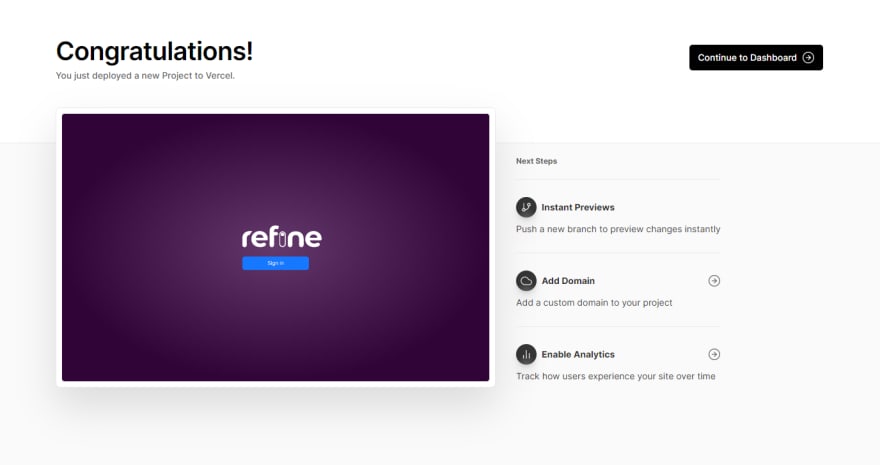 Congratulations!
You just deployed a new Project to Vercel.
Continue to Dashboard
refine
Sign in
Next Steps
Instant Previews
Push a new branch to preview changes instantly
Add Domain
Add a custom domain to your project
Enable Analytics
Track how users experience your site over time